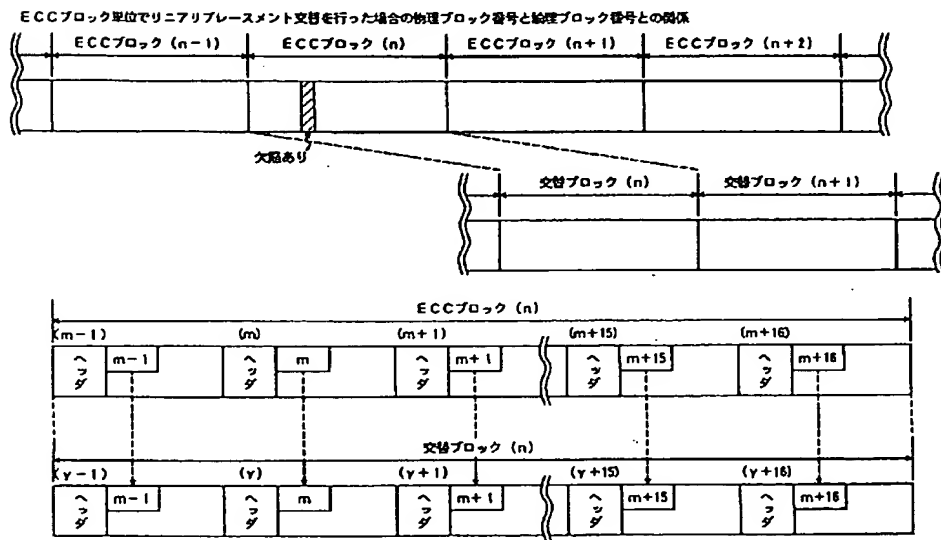 ECCブロック単位でリニアリプレースメント交替を行った場合の物理ブロック番号と論理ブロック番号との関係
ECCブロック (n−1) ECCブロック (n) ECCブロック (n+1) ECCブロック (n+2)
欠陥あり
交替ブロック (n) 交替ブロック (n+1)
ECCブロック (n)
(m−1) (m) (m+1) (m+15) (m+16)
ヘッダ m−1 ヘッダ m ヘッダ m+1 ヘッダ m+15 ヘッダ m+16
交替ブロック (n)
(y−1) (y) (y+1) (y+15) (y+16)
ヘッダ m−1 ヘッダ m ヘッダ m+1 ヘッダ m+15 ヘッダ m+16